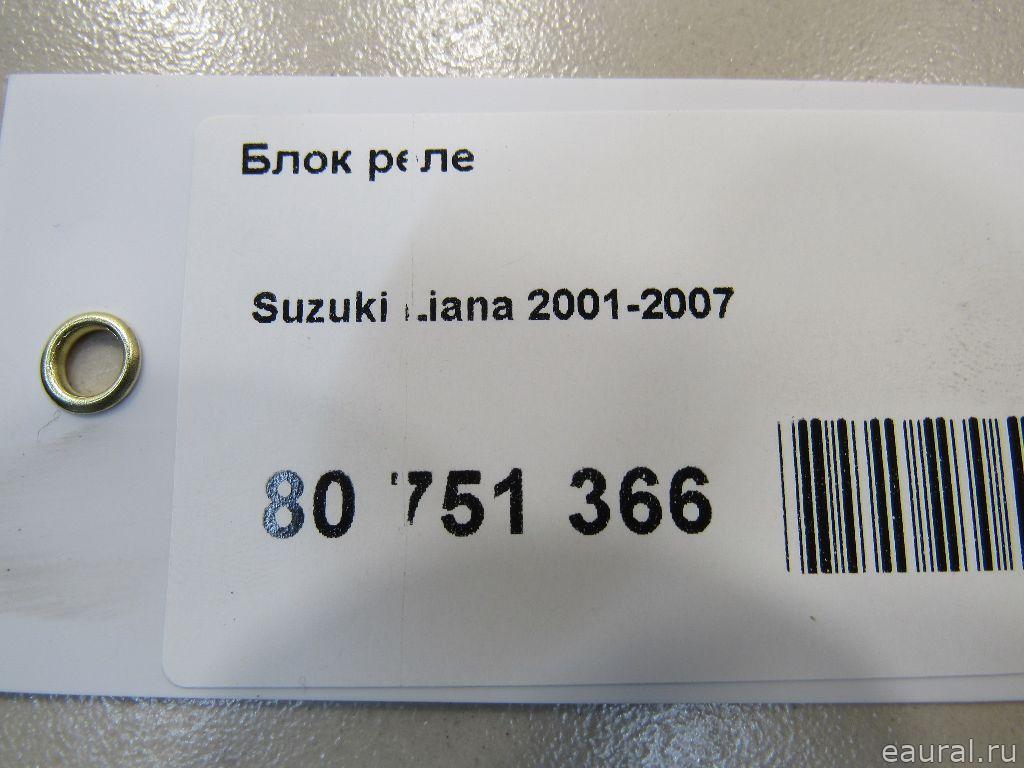 Блок реле
Suzuki Liana 2001-2007
80 751 366
eaural.ru